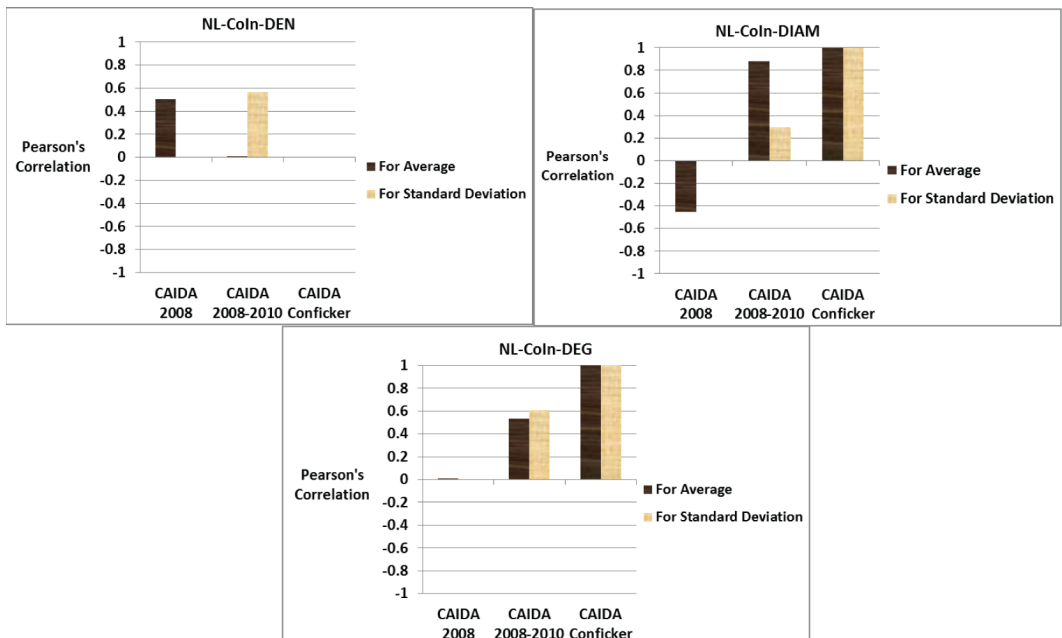 NL-CoIn-DEN
1
0.8
0.6
0.4
0.2
0
-0.2
-0.4
-0.6
-0.8
-1
Pearson's
Correlation
For Average
For Standard Deviation
CAIDA CAIDA CAIDA
2008 2008-2010 Conficker
NL-CoIn-DIAM
1
0.8
0.6
0.4
0.2
0
-0.2
-0.4
-0.6
-0.8
-1
Pearson's
Correlation
For Average
For Standard Deviation
CAIDA CAIDA CAIDA
2008 2008-2010 Conficker
NL-CoIn-DEG
1
0.8
0.6
0.4
0.2
0
-0.2
-0.4
-0.6
-0.8
-1
Pearson's
Correlation
For Average
For Standard Deviation
CAIDA CAIDA CAIDA
2008 2008-2010 Conficker